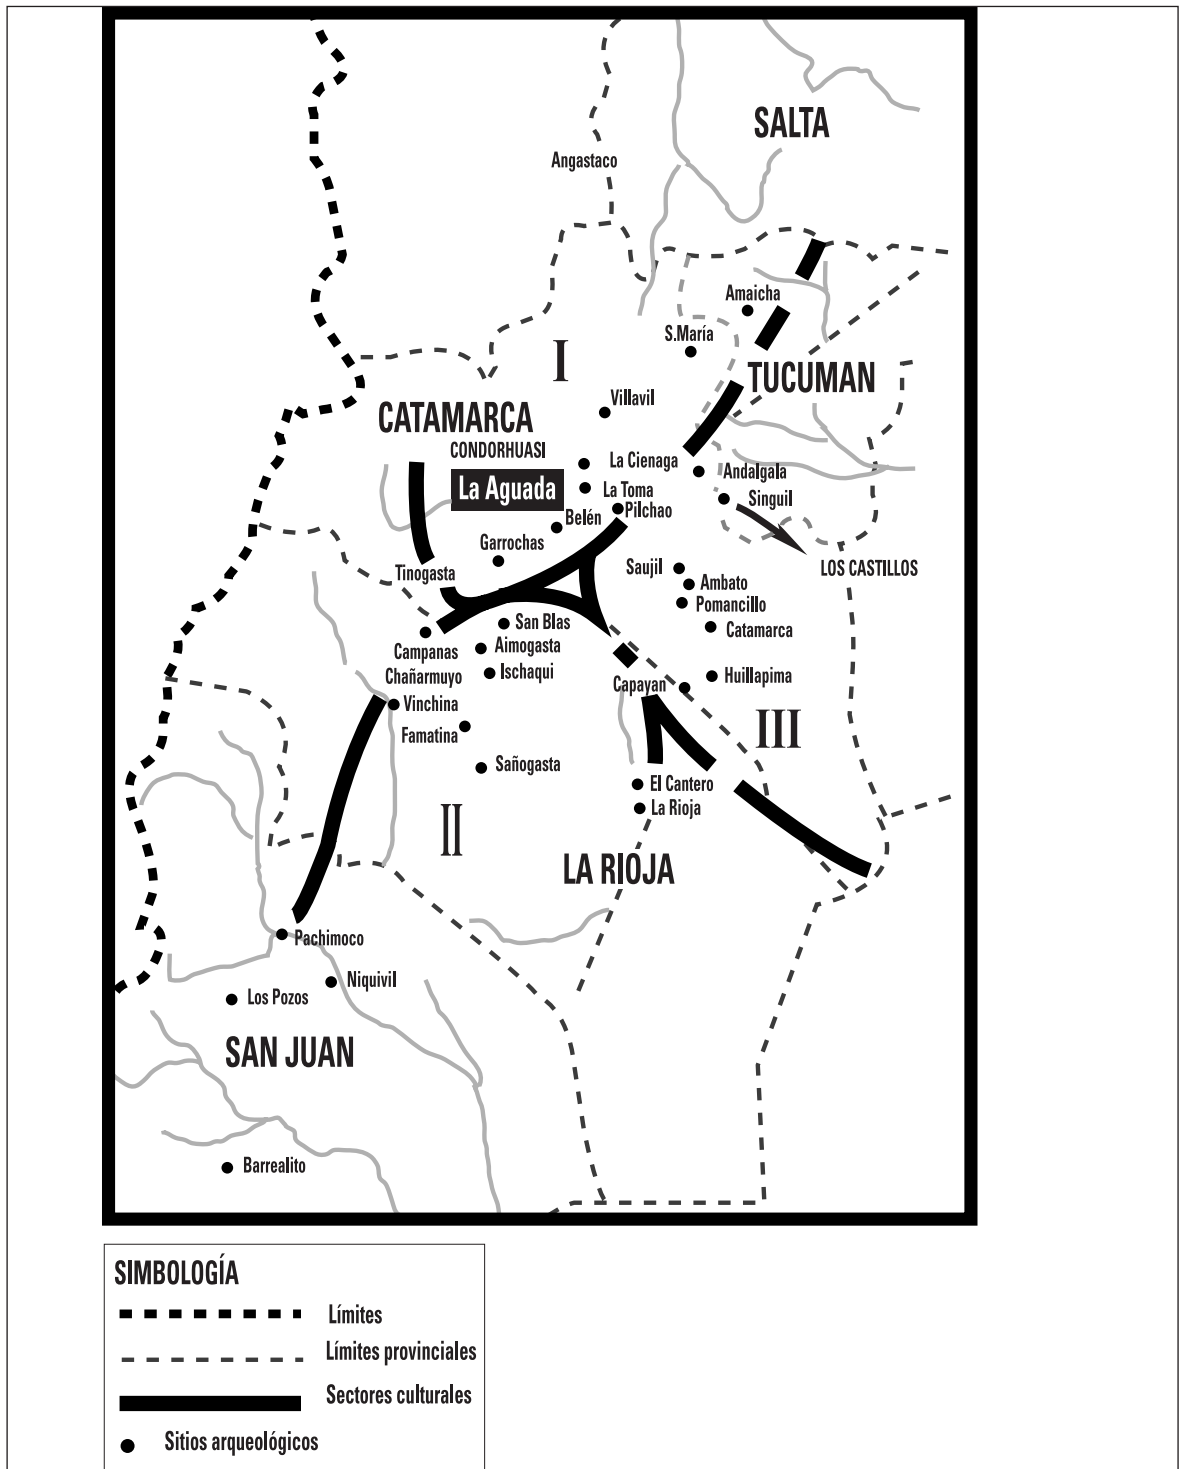 SALTA
Angastaco
Amaicha
S.María
I
TUCUMAN
Villavil
CATAMARCA
CONDORHUASI
La Cienaga
La Aguada
La Toma
Andalgala
Singuil
Pilchao
Belén
Garrochas
Tinogasta
Saujil
LOS CASTILLOS
Ambato
Pomancillo
San Blas
Catamarca
Campanas
Aimogasta
Chañarmuyo
Ischaqui
Huillapima
Capayan
Vinchina
Famatina
III
Sañogasta
El Cantero
La Rioja
II
LA RIOJA
Pachimoco
Niquivil
Los Pozos
SAN JUAN
Barrealito
SIMBOLOGÍA
Límites
Límites provinciales
Sectores culturales
Sitios arqueológicos